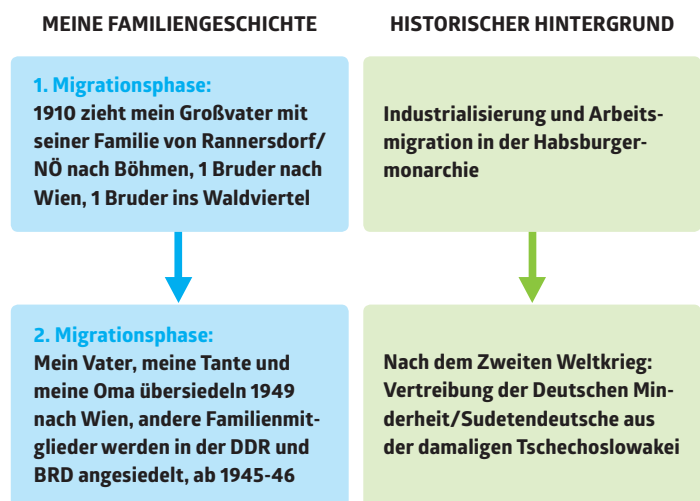 MEINE FAMILIENGESCHICHTE
HISTORISCHER HINTERGRUND
1. Migrationsphase:
1910 zieht mein Großvater mit
seiner Familie von Rannersdorf/
NÖ nach Böhmen, 1 Bruder nach
Wien, 1 Bruder ins Waldviertel
Industrialisierung und Arbeits-
migration in der Habsburger-
monarchie
2. Migrationsphase:
Mein Vater, meine Tante und
meine Oma übersiedeln 1949
nach Wien, andere Familienmit-
glieder werden in der DDR und
BRD angesiedelt, ab 1945-46
Nach dem Zweiten Weltkrieg:
Vertreibung der Deutschen Min-
derheit/Sudetendeutsche aus
der damaligen Tschechoslowakei